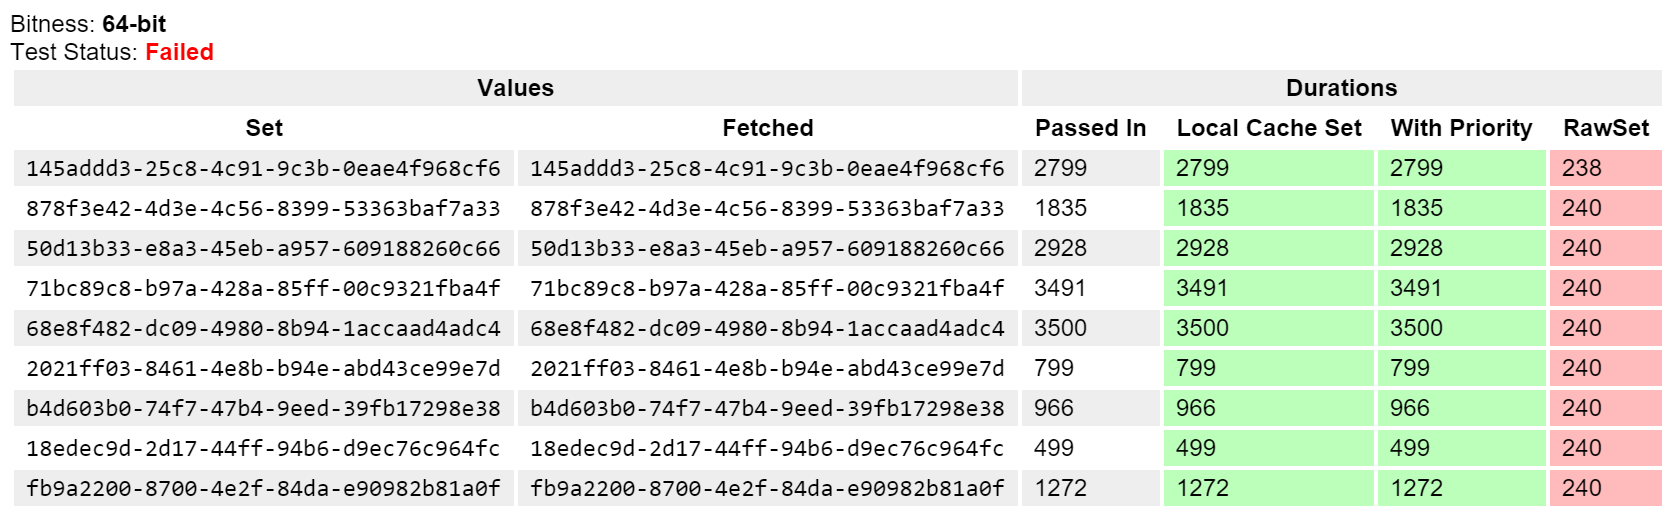 Bitness: 64-bit
Test Status: Failed
Values Durations
Set Fetched Passed In Local Cache Set With Priority RawSet
145addd3-25c8-4c91-9c3b-0eae4f968cf6 145addd3-25c8-4c91-9c3b-0eae4f968cf6 2799 2799 2799 238
878f3e42-4d3e-4c56-8399-53363baf7a33 878f3e42-4d3e-4c56-8399-53363baf7a33 1835 1835 1835 240
50d13b33-e8a3-45eb-a957-609188260c66 50d13b33-e8a3-45eb-a957-609188260c66 2928 2928 2928 240
71bc89c8-b97a-428a-85ff-00c9321fba4f 71bc89c8-b97a-428a-85ff-00c9321fba4f 3491 3491 3491 240
68e8f482-dc09-4980-8b94-1accaad4adc4 68e8f482-dc09-4980-8b94-1accaad4adc4 3500 3500 3500 240
2021ff03-8461-4e8b-b94e-abd43ce99e7d 2021ff03-8461-4e8b-b94e-abd43ce99e7d 799 799 799 240
b4d603b0-74f7-47b4-9eed-39fb17298e38 b4d603b0-74f7-47b4-9eed-39fb17298e38 966 966 966 240
18edec9d-2d17-44ff-94b6-d9ec76c964fc 18edec9d-2d17-44ff-94b6-d9ec76c964fc 499 499 499 240
fb9a2200-8700-4e2f-84da-e90982b81a0f fb9a2200-8700-4e2f-84da-e90982b81a0f 1272 1272 1272 240